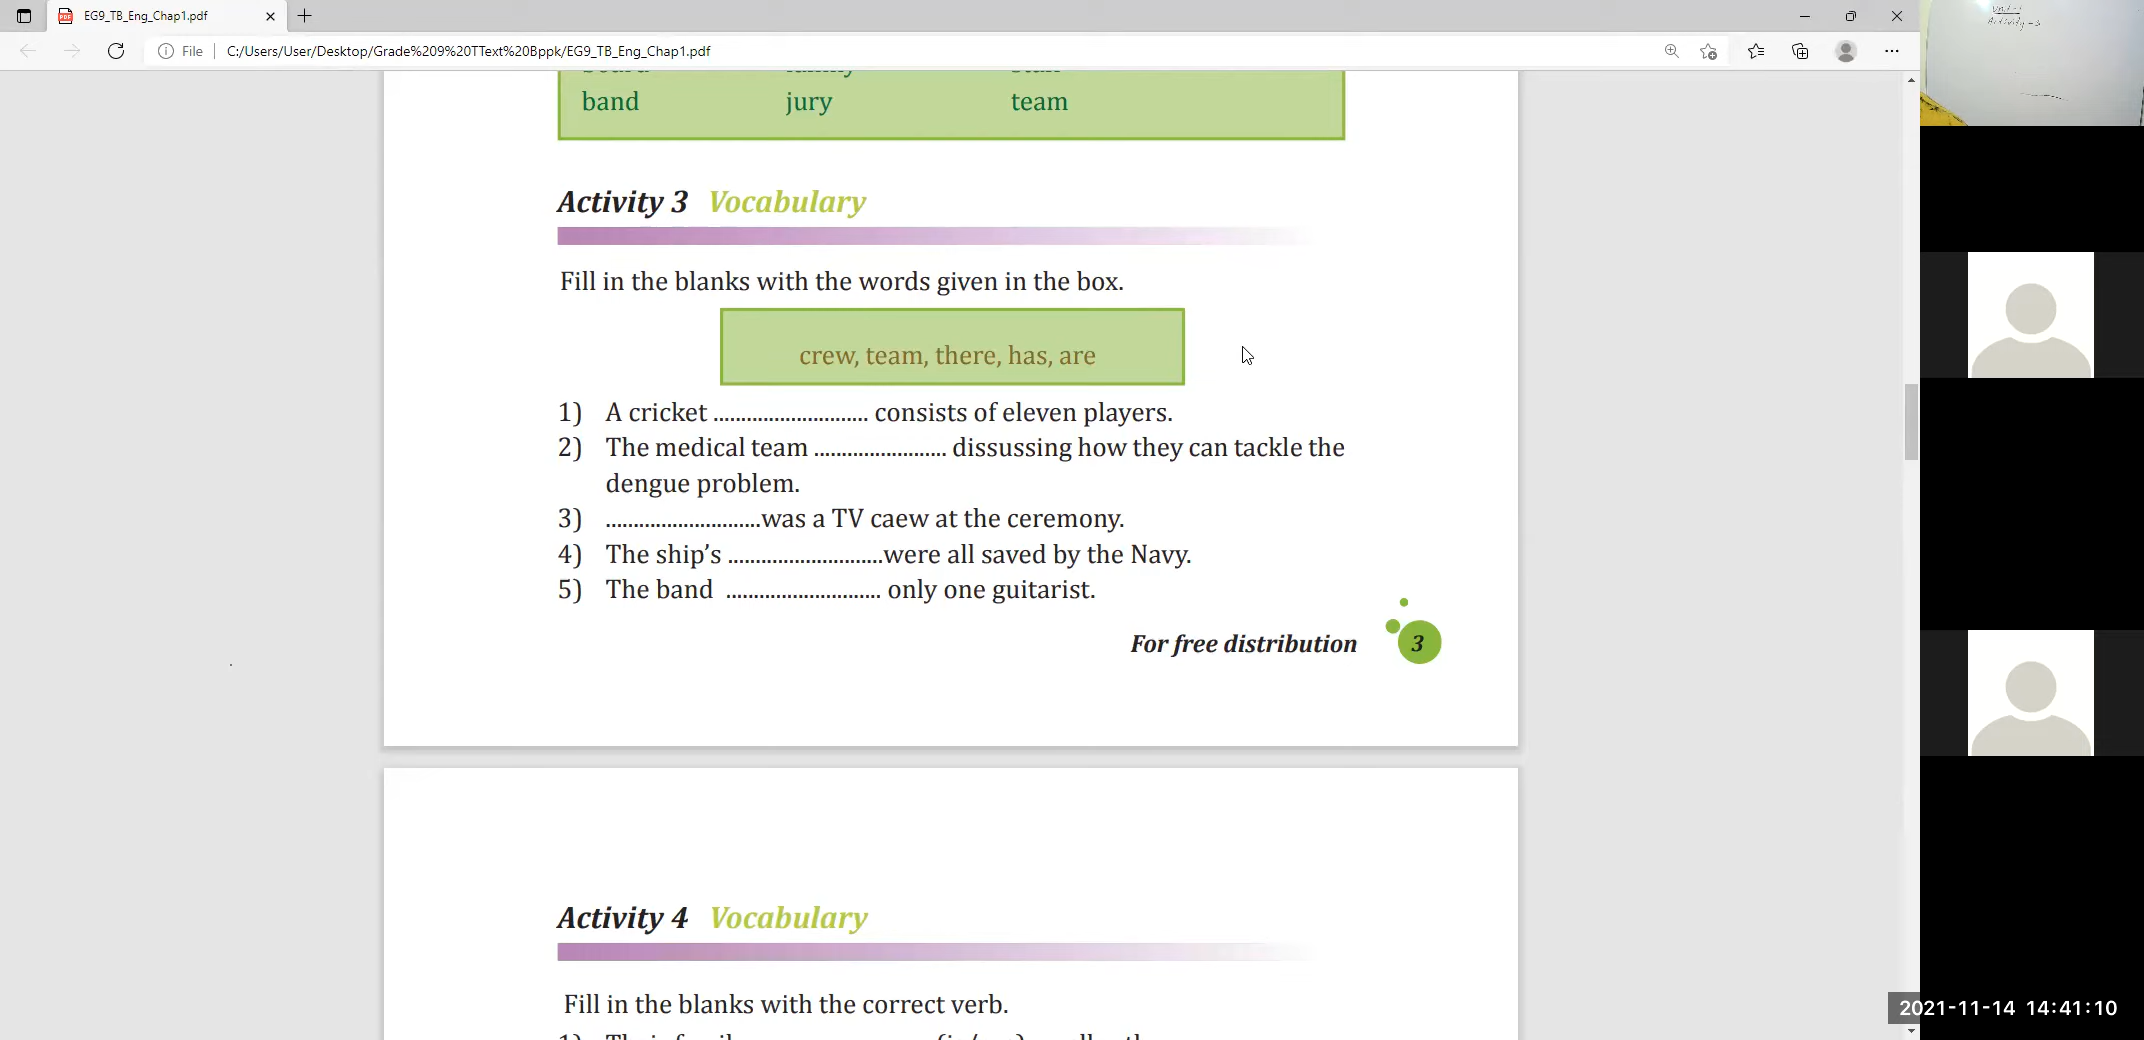 EG9_TB_Eng_Chap1.pdf
File
C:/Users/User/Desktop/Grade%209%20TText%20Bppk/EG9_TB_Eng_Chap1.pdf
band jury team
Activity 3 Vocabulary
Fill in the blanks with the words given in the box.
crew, team, there, has, are
1) A cricket ............................ consists of eleven players.
2) The medical team ........................ dissussing how they can tackle the
dengue problem.
3) ............................was a TV caew at the ceremony.
4) The ship’s ............................were all saved by the Navy.
5) The band ............................ only one guitarist.
For free distribution 3
Activity 4 Vocabulary
Fill in the blanks with the correct verb.
Activity - 3
2021-11-14 14:41:10